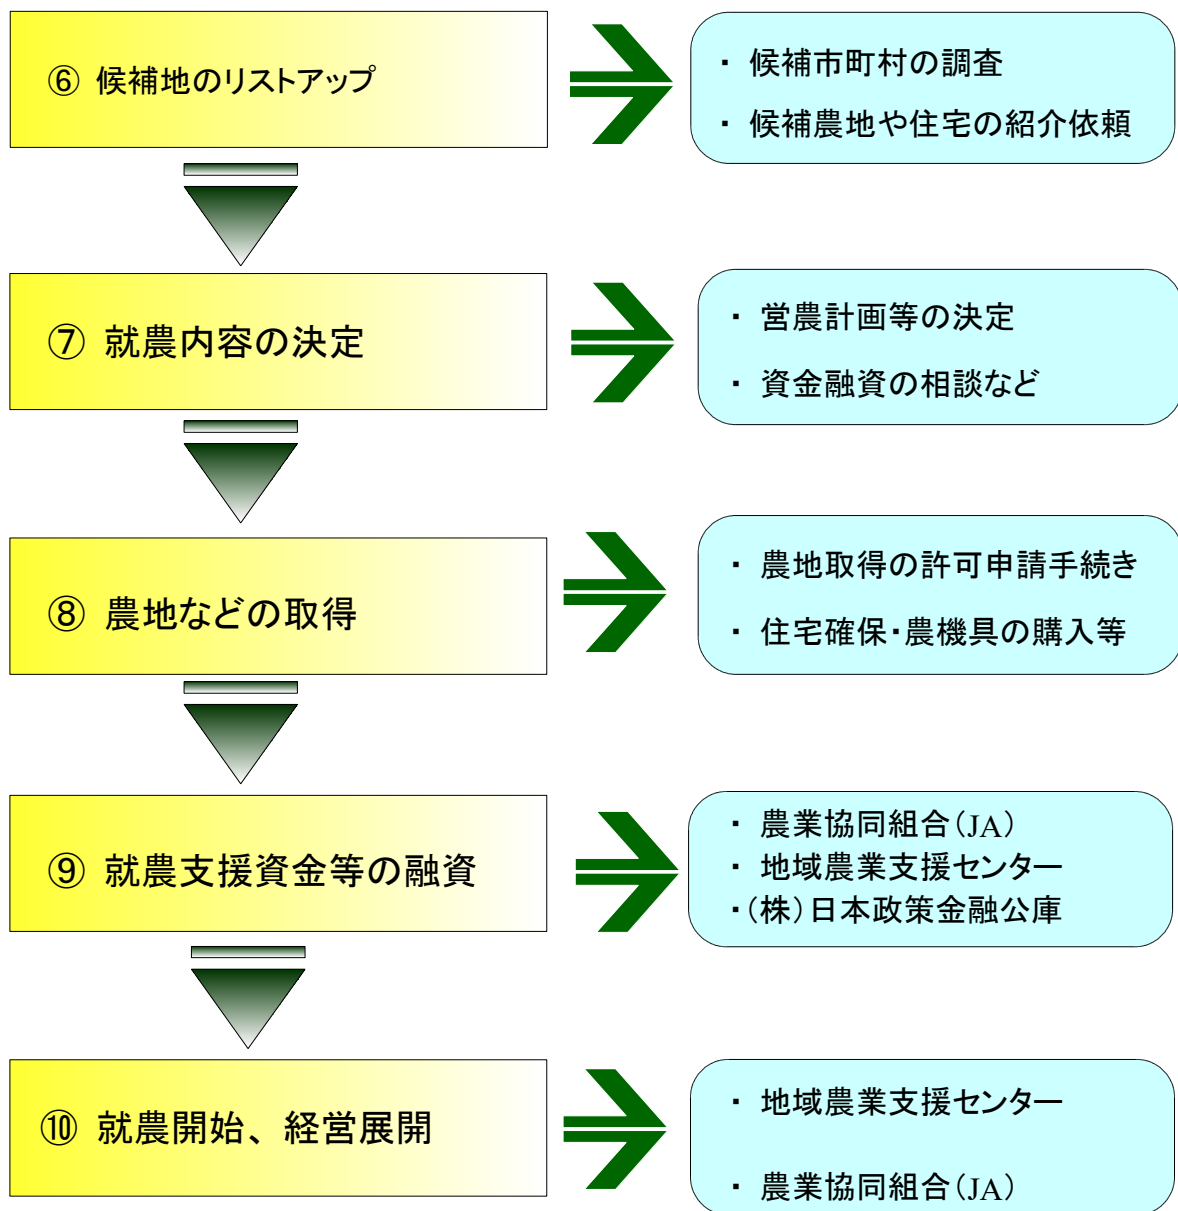 ⑥ 候補地のリストアップ
・ 候補市町村の調査
・ 候補農地や住宅の紹介依頼
⑦ 就農内容の決定
・ 営農計画等の決定
・ 資金融資の相談など
⑧ 農地などの取得
・ 農地取得の許可申請手続き
・ 住宅確保・農機具の購入等
⑨ 就農支援資金等の融資
・ 農業協同組合（JA）
・ 地域農業支援センター
・（株）日本政策金融公庫
⑩ 就農開始、経営展開
・ 地域農業支援センター
・ 農業協同組合（JA）